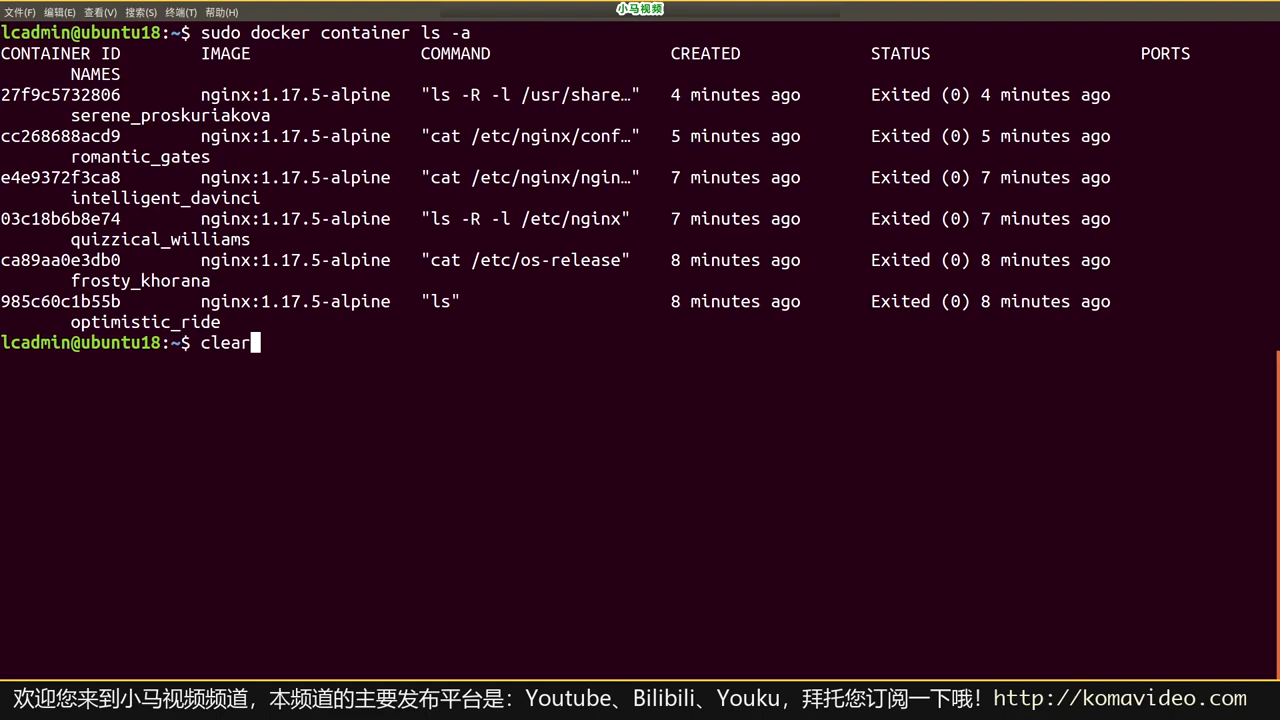 小马视频
文件(F) 编辑(E) 查看(V) 搜索(S) 终端(T) 帮助(H)
lcadmin@ubuntu18:~$ sudo docker container ls -a
CONTAINER ID IMAGE COMMAND CREATED STATUS PORTS
NAMES
27f9c5732806 nginx:1.17.5-alpine "ls -R -l /usr/share…" 4 minutes ago Exited (0) 4 minutes ago
serene_proskuriakova
cc268688acd9 nginx:1.17.5-alpine "cat /etc/nginx/conf…" 5 minutes ago Exited (0) 5 minutes ago
romantic_gates
e4e9372f3ca8 nginx:1.17.5-alpine "cat /etc/nginx/ngin…" 7 minutes ago Exited (0) 7 minutes ago
intelligent_davinci
03c18b6b8e74 nginx:1.17.5-alpine "ls -R -l /etc/nginx" 7 minutes ago Exited (0) 7 minutes ago
quizzical_williams
ca89aa0e3db0 nginx:1.17.5-alpine "cat /etc/os-release" 8 minutes ago Exited (0) 8 minutes ago
frosty_khorana
985c60c1b55b nginx:1.17.5-alpine "ls" 8 minutes ago Exited (0) 8 minutes ago
optimistic_ride
lcadmin@ubuntu18:~$ clear
欢迎您来到小马视频频道，本频道的主要发布平台是：Youtube、Bilibili、Youku，拜托您订阅一下哦！http://komavideo.com